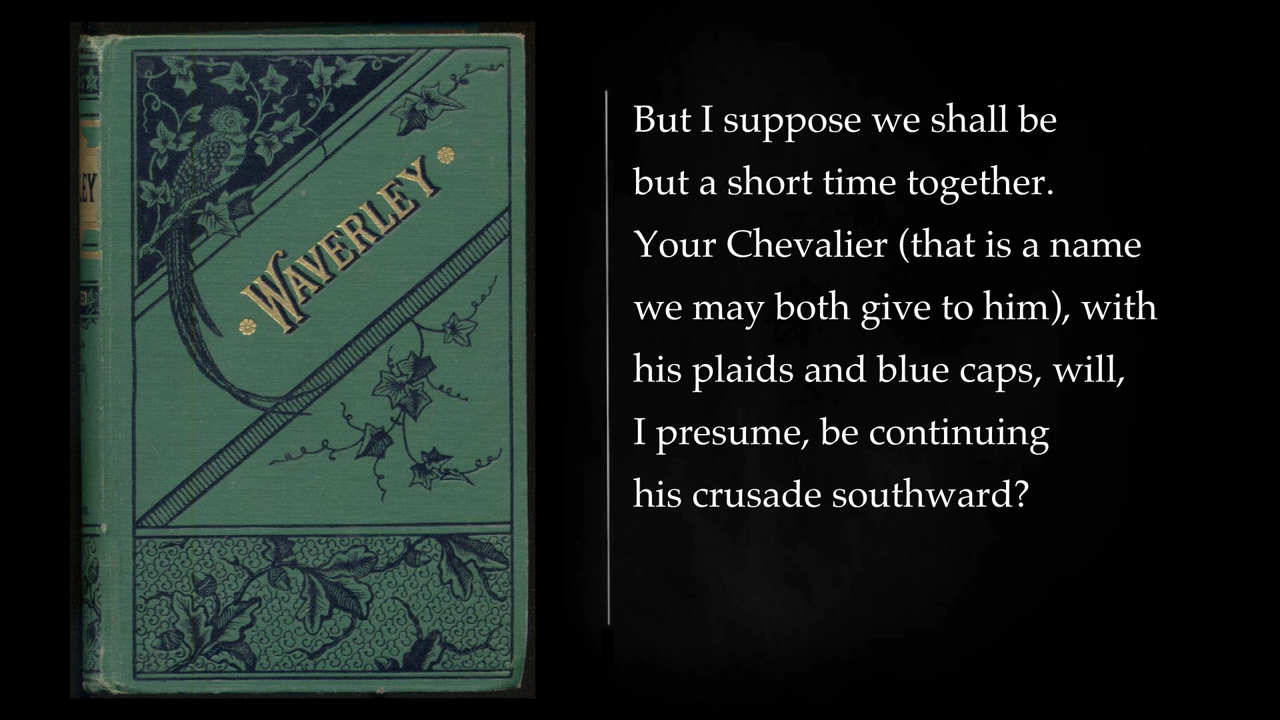 EY
WAVERLEY
But I suppose we shall be
but a short time together.
Your Chevalier (that is a name
we may both give to him), with
his plaids and blue caps, will,
I presume, be continuing
his crusade southward?